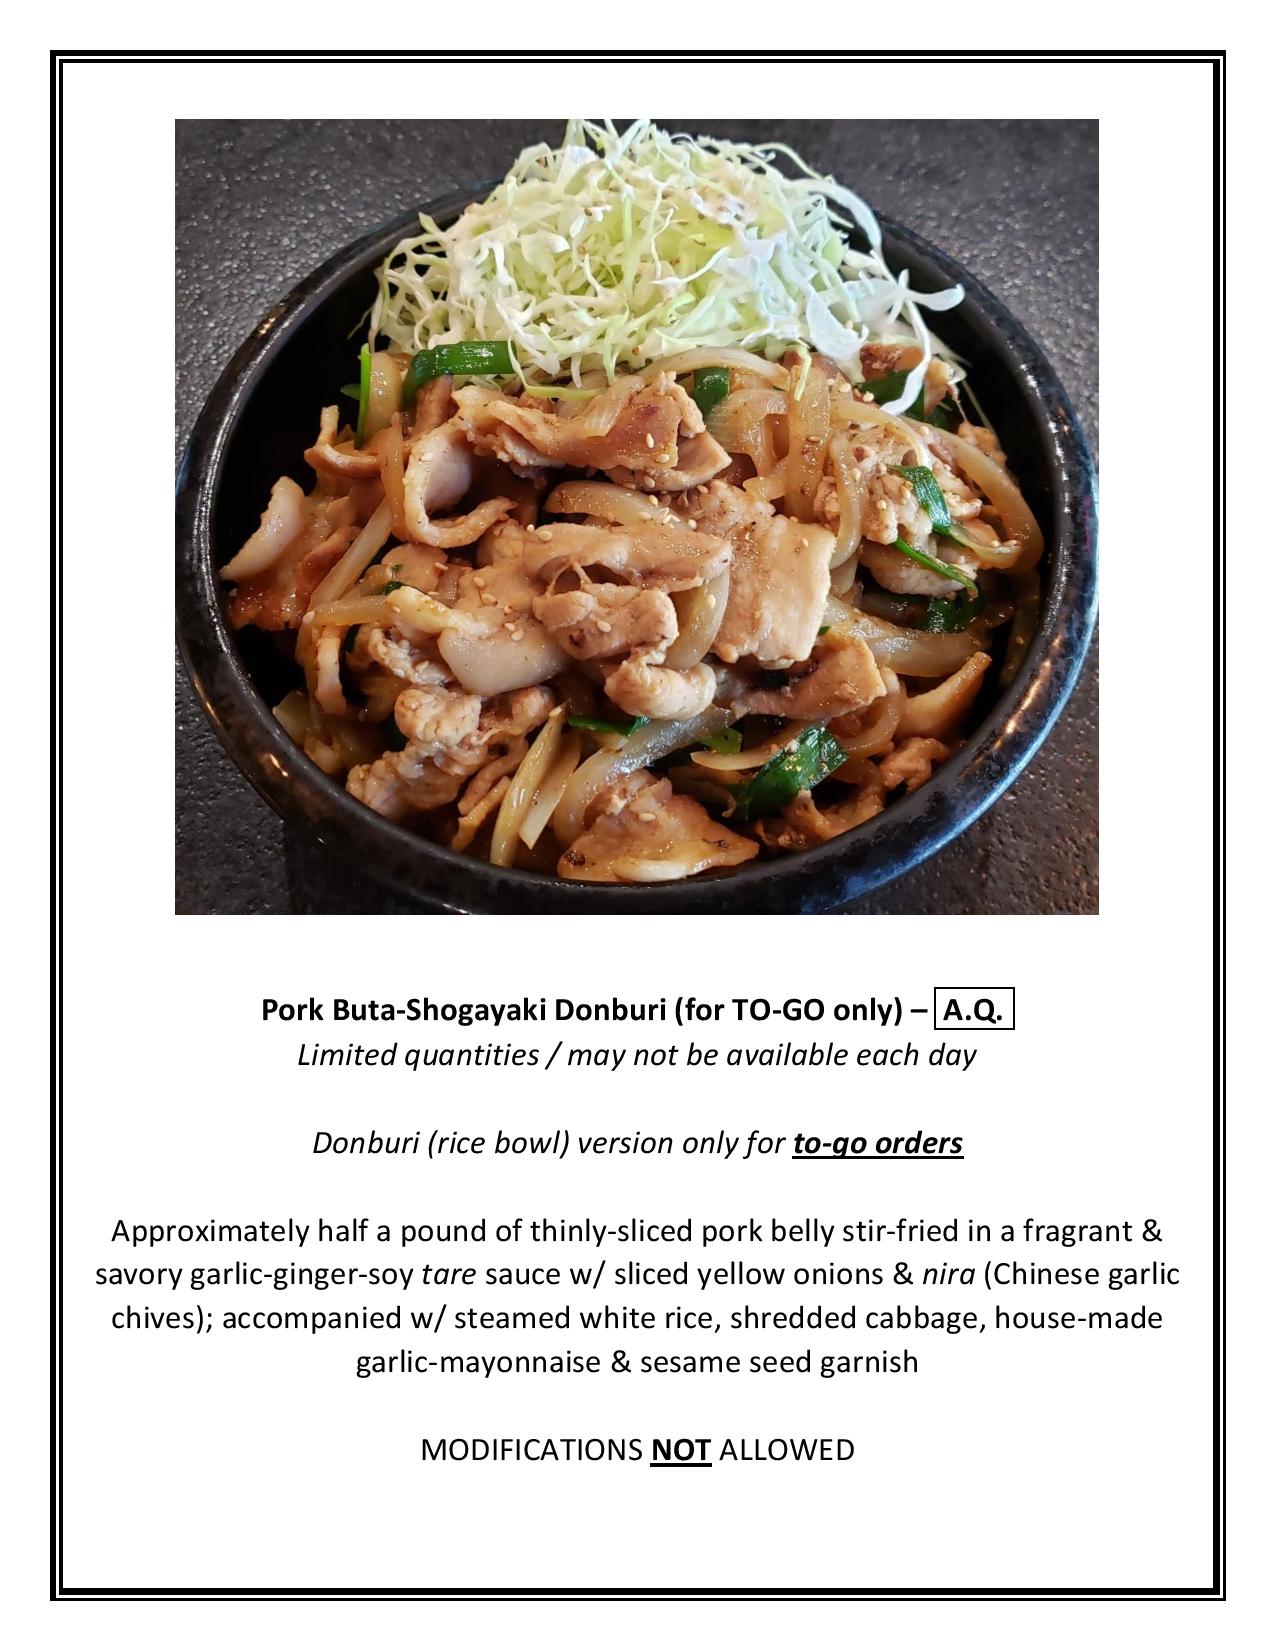 Pork Buta-Shogayaki Donburi (for TO-GO only) – A.Q.
Limited quantities / may not be available each day
Donburi (rice bowl) version only for to-go orders
Approximately half a pound of thinly-sliced pork belly stir-fried in a fragrant &
savory garlic-ginger-soy tare sauce w/ sliced yellow onions & nira (Chinese garlic
chives); accompanied w/ steamed white rice, shredded cabbage, house-made
garlic-mayonnaise & sesame seed garnish
MODIFICATIONS NOT ALLOWED